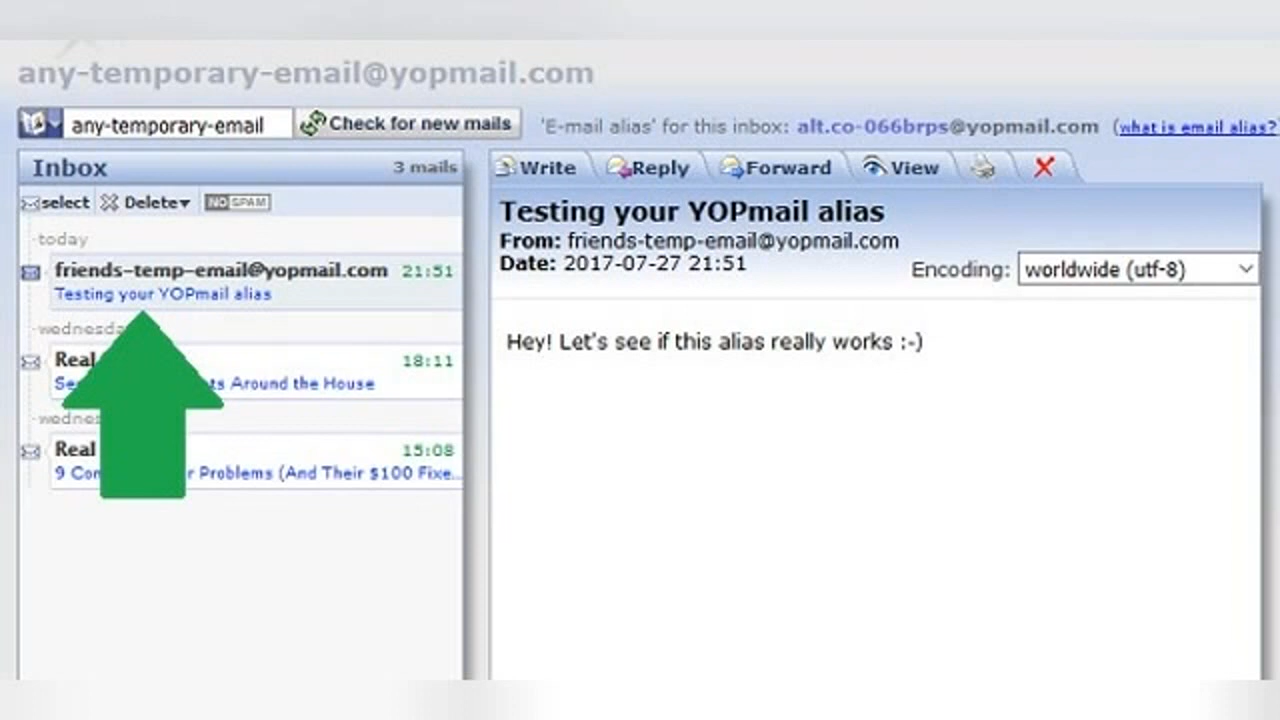 any-temporary-email@yopmail.com
any-temporary-email
Check for new mails
'E-mail alias' for this inbox: alt.co-066brps@yopmail.com (what is email alias?
Inbox 3 mails
select Delete NO SPAM
today
friends-temp-email@yopmail.com 21:51
Testing your YOPmail alias
Real 18:11
Around the House
Real 15:08
9 Problems (And Their $100 Fixe...
Write Reply Forward View
Testing your YOPmail alias
From: friends-temp-email@yopmail.com
Date: 2017-07-27 21:51
Encoding: worldwide (utf-8)
Hey! Let's see if this alias really works :-)